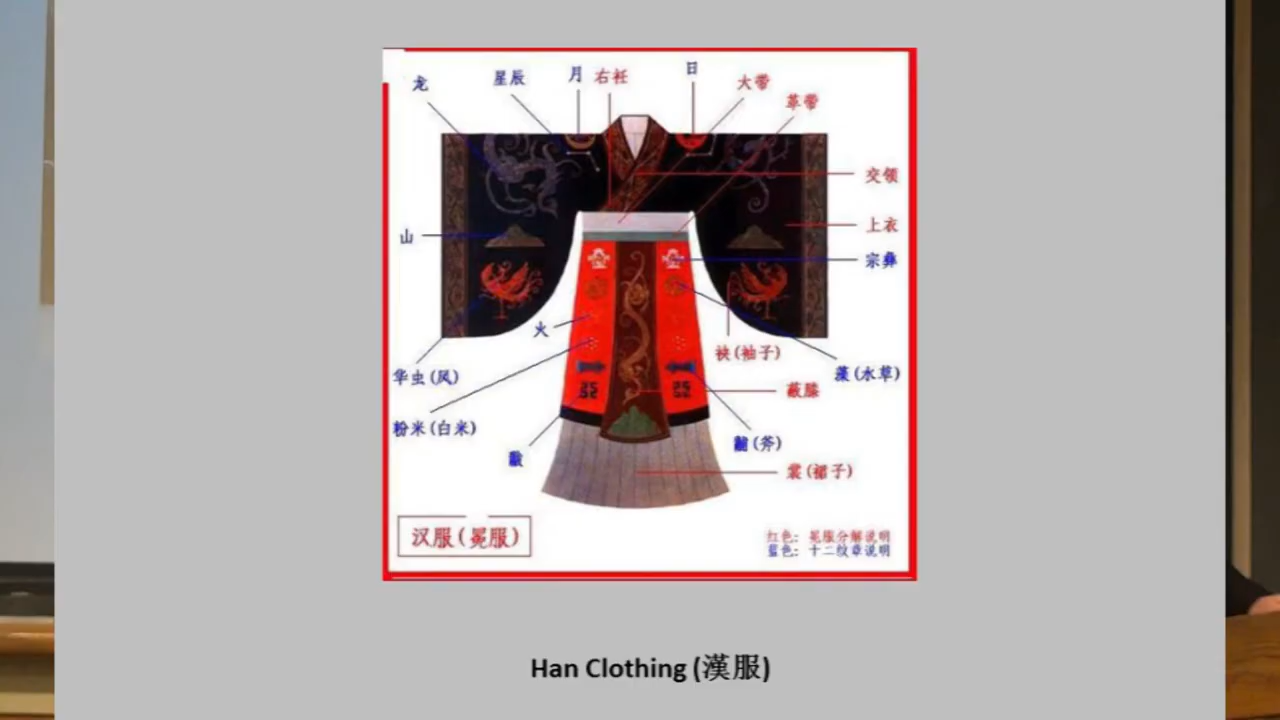 龙
星辰
月
右衽
日
大带
革带
交领
上衣
山
宗彝
火
袂(袖子)
华虫(凤)
藻(水草)
蔽膝
粉米(白米)
黻
黼(斧)
裳(裙子)
汉服(冕服)
红色: 冕服分解说明
蓝色: 十二纹章说明
Han Clothing (漢服)